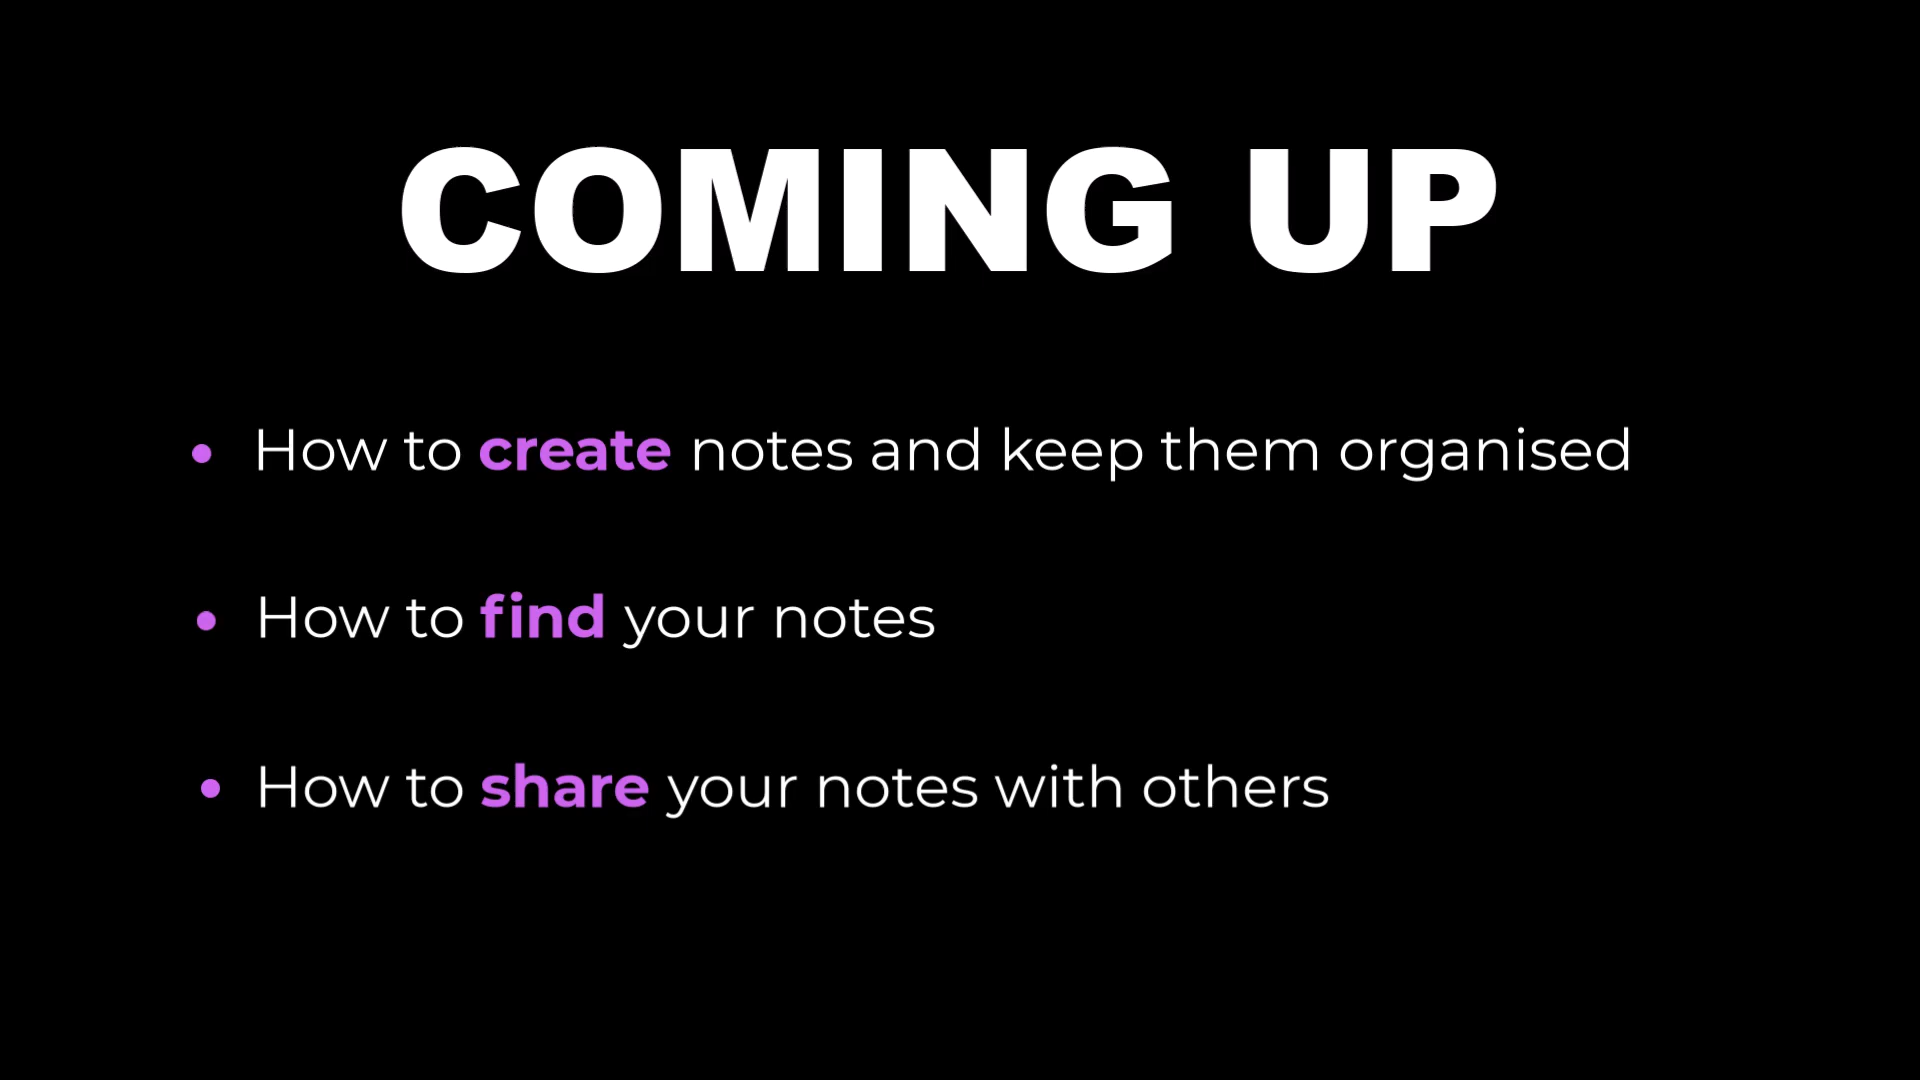 COMING UP
• How to create notes and keep them organised
• How to find your notes
• How to share your notes with others